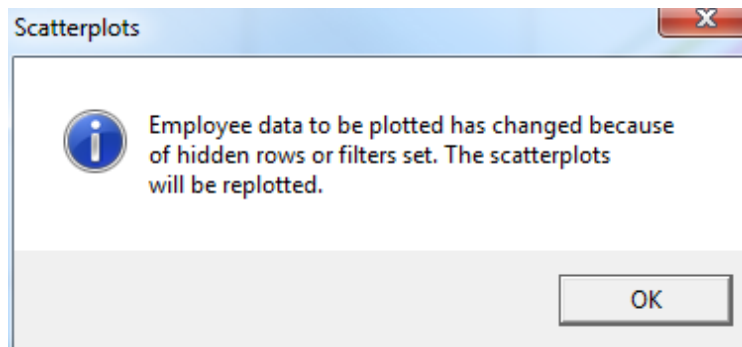 Scatterplots
Employee data to be plotted has changed because
of hidden rows or filters set. The scatterplots
will be replotted.
OK